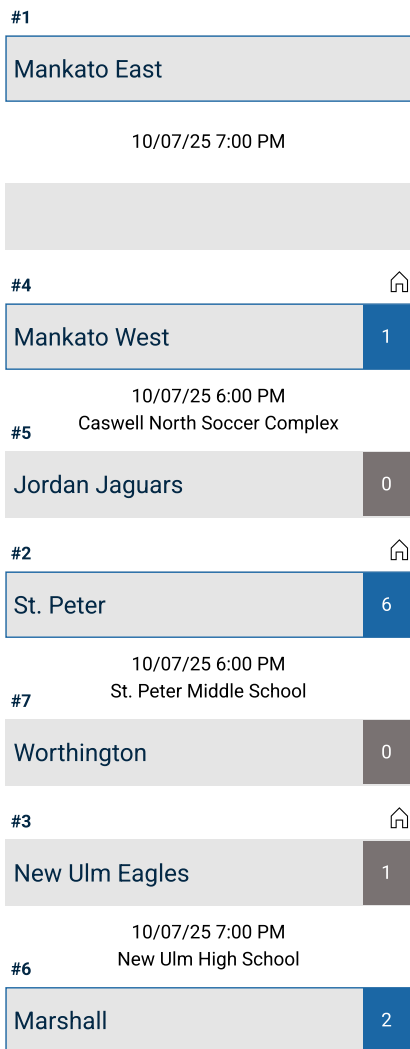 #1
Mankato East
10/07/25 7:00 PM
#4
Mankato West 1
10/07/25 6:00 PM
Caswell North Soccer Complex
#5
Jordan Jaguars 0
#2
St. Peter 6
10/07/25 6:00 PM
St. Peter Middle School
#7
Worthington 0
#3
New Ulm Eagles 1
10/07/25 7:00 PM
New Ulm High School
#6
Marshall 2